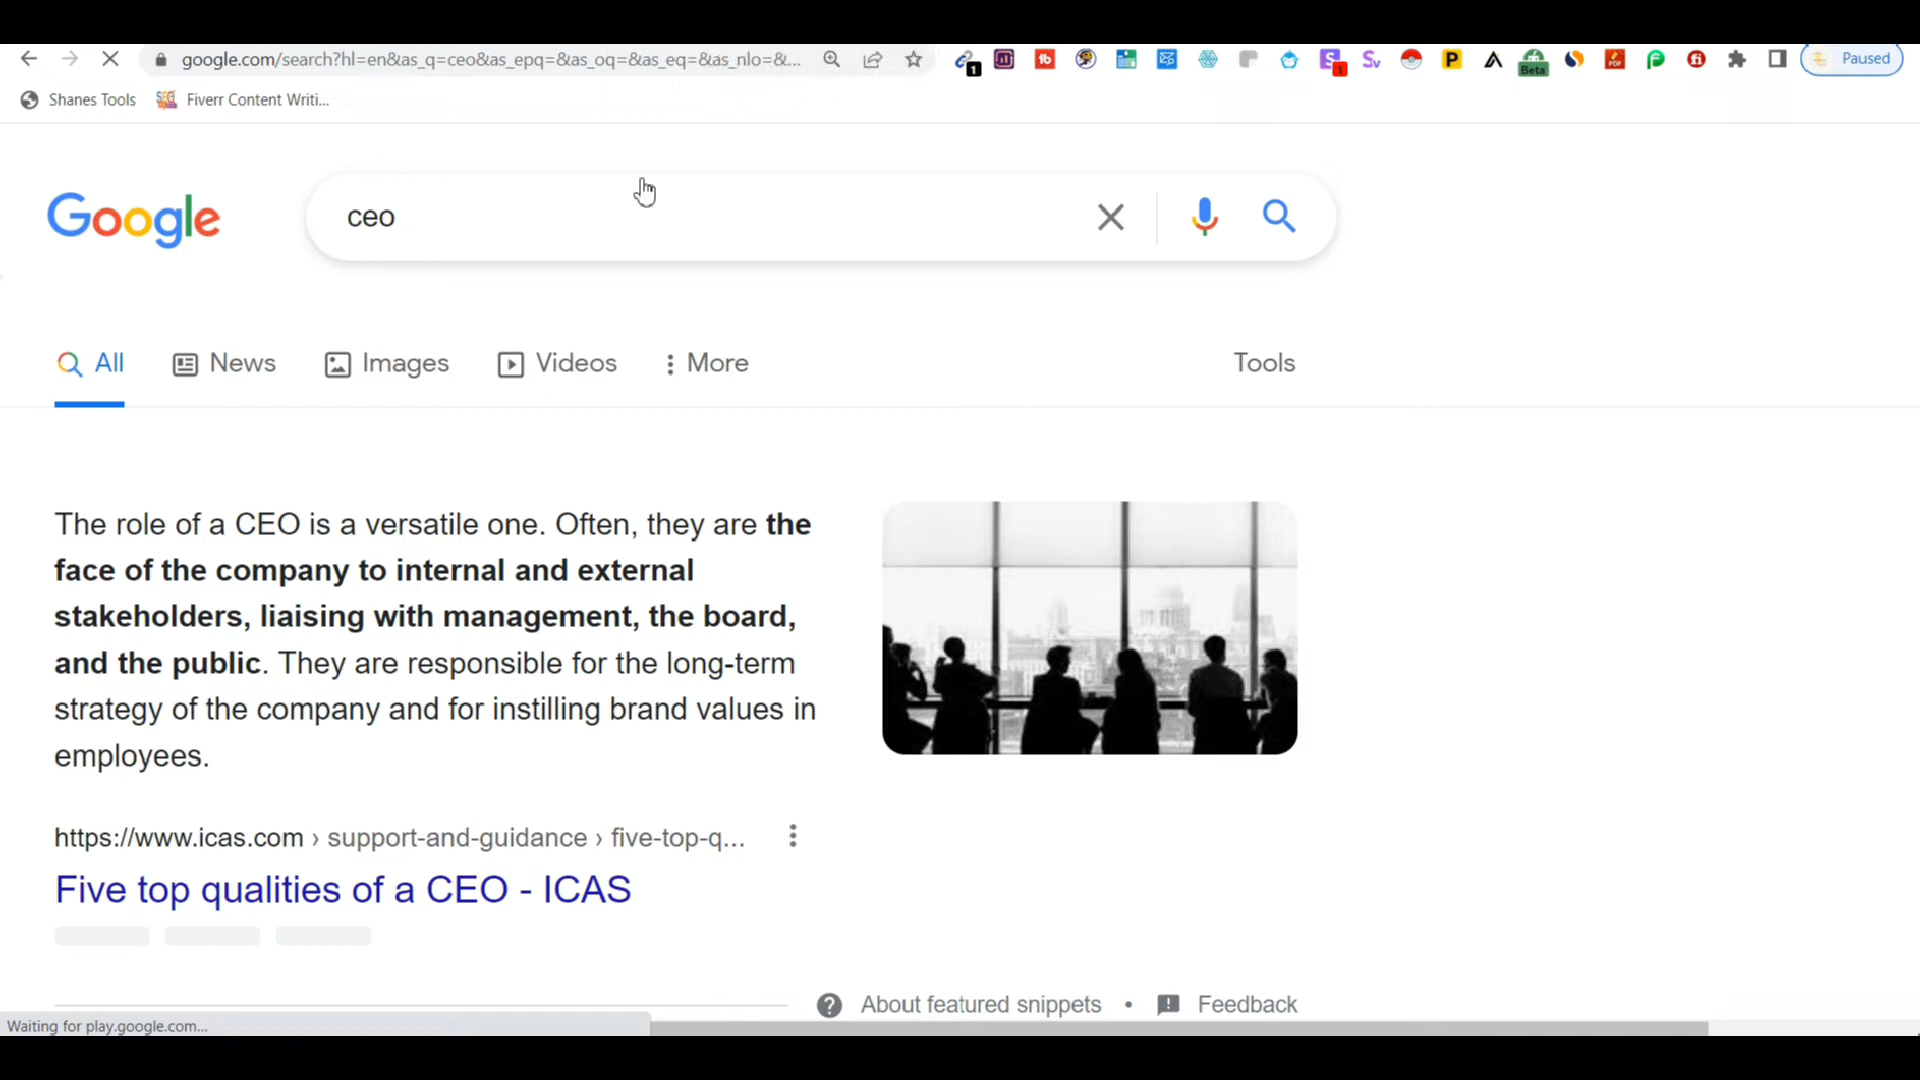 google.com/search?hl=en&as_q=ceo&as_epq=&as_oq=&as_eq=&as_nlo=&...
1
1
Beta
PDF
Paused
Shanes Tools
Fiverr Content Writi...
Google
ceo
All
News
Images
Videos
More
Tools
The role of a CEO is a versatile one. Often, they are the
face of the company to internal and external
stakeholders, liaising with management, the board,
and the public. They are responsible for the long-term
strategy of the company and for instilling brand values in
employees.
https://www.icas.com › support-and-guidance › five-top-q...
Five top qualities of a CEO - ICAS
About featured snippets • Feedback
Waiting for play.google.com...